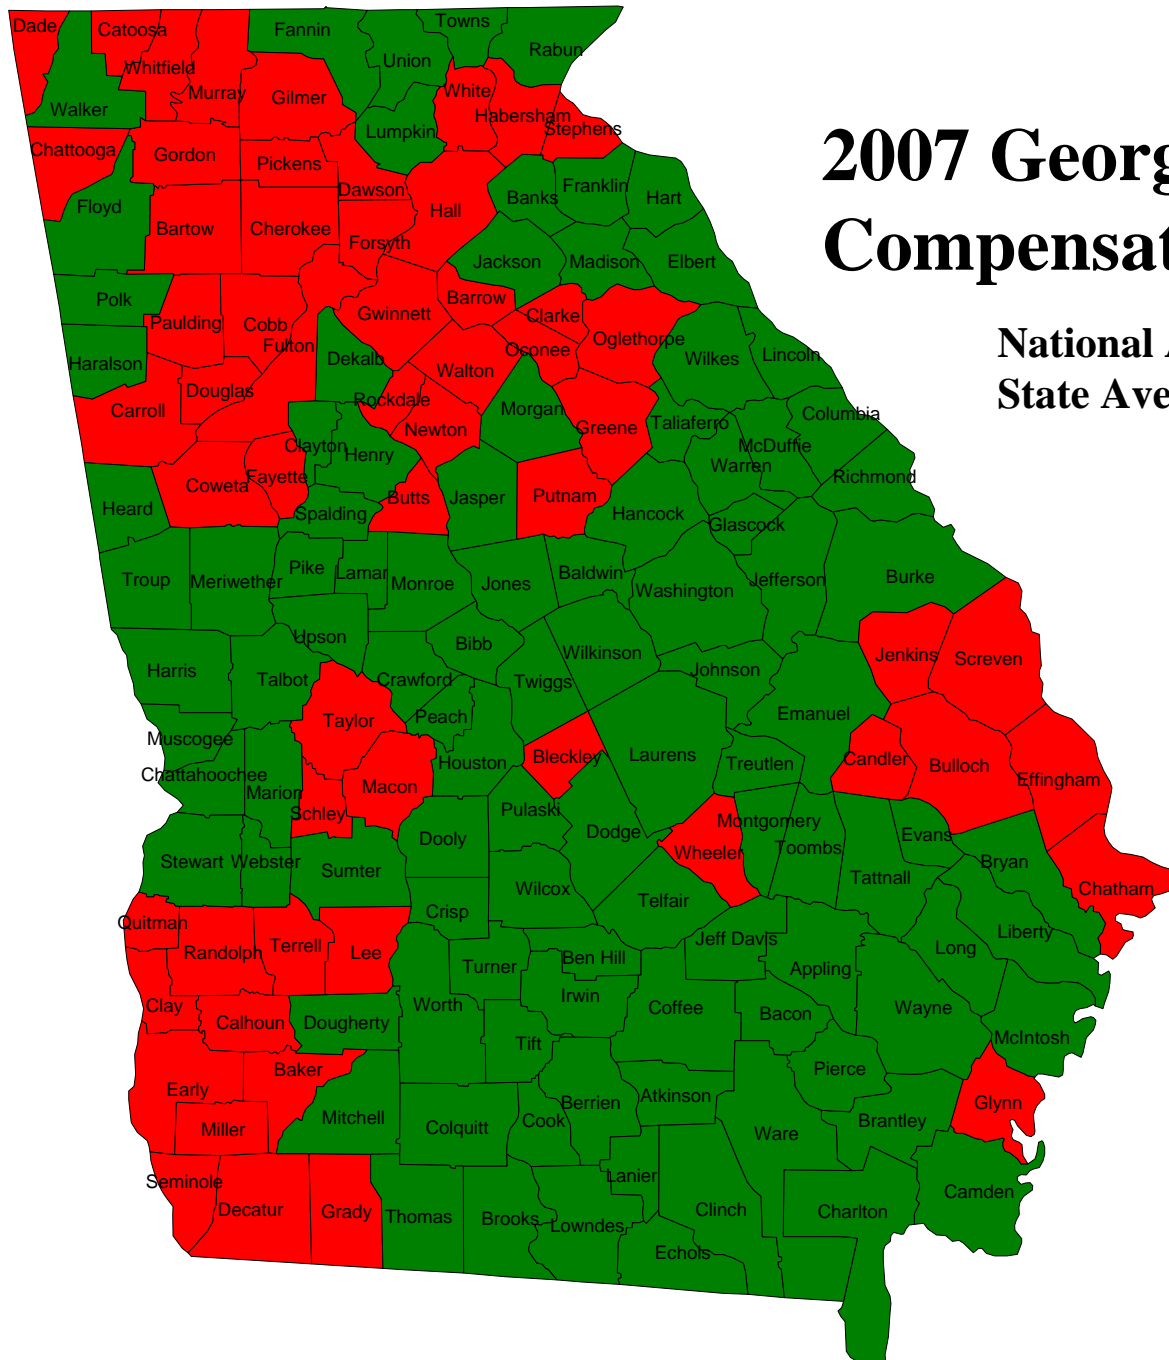 2007 Georg
Compensat
National A
State Ave
Dade
Catoosa
Fannin
Towns
Rabun
Union
Whitfield
Murray
Gilmer
White
Walker
Habersham
Stephens
Lumpkin
Chattooga
Gordon
Pickens
Dawson
Banks
Franklin
Hart
Floyd
Hall
Bartow
Cherokee
Forsyth
Jackson
Madison
Elbert
Polk
Barrow
Paulding
Cobb
Gwinnett
Clarke
Oglethorpe
Fulton
Oconee
Haralson
Dekalb
Walton
Wilkes
Lincoln
Douglas
Rockdale
Carroll
Morgan
Greene
Taliaferro
Columbia
Newton
Clayton
Henry
McDuffie
Warren
Fayette
Coweta
Butts
Jasper
Putnam
Richmond
Heard
Spalding
Hancock
Glascock
Troup
Meriwether
Pike
Lamar
Monroe
Jones
Baldwin
Washington
Jefferson
Burke
Upson
Bibb
Wilkinson
Jenkins
Screven
Harris
Talbot
Crawford
Twiggs
Johnson
Taylor
Peach
Emanuel
Muscogee
Houston
Bleckley
Laurens
Treutlen
Candler
Bulloch
Effingham
Chattahoochee
Marion
Macon
Schley
Pulaski
Dooly
Dodge
Montgomery
Toombs
Evans
Wheeler
Stewart
Webster
Sumter
Bryan
Tattnall
Chatham
Wilcox
Telfair
Quitman
Crisp
Randolph
Terrell
Lee
Jeff Davis
Liberty
Long
Turner
Ben Hill
Appling
Irwin
Clay
Worth
Coffee
Wayne
Calhoun
Dougherty
Bacon
McIntosh
Tift
Baker
Pierce
Early
Atkinson
Berrien
Glynn
Miller
Mitchell
Colquitt
Cook
Ware
Brantley
Seminole
Lanier
Camden
Decatur
Grady
Thomas
Brooks
Lowndes
Clinch
Charlton
Echols